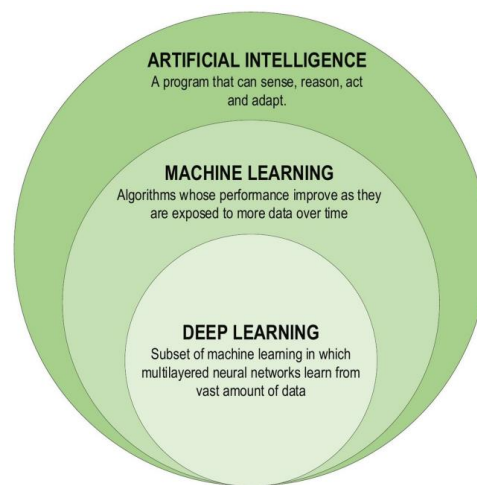 ARTIFICIAL INTELLIGENCE
A program that can sense, reason, act
and adapt.
MACHINE LEARNING
Algorithms whose performance improve as they
are exposed to more data over time
DEEP LEARNING
Subset of machine learning in which
multilayered neural networks learn from
vast amount of data